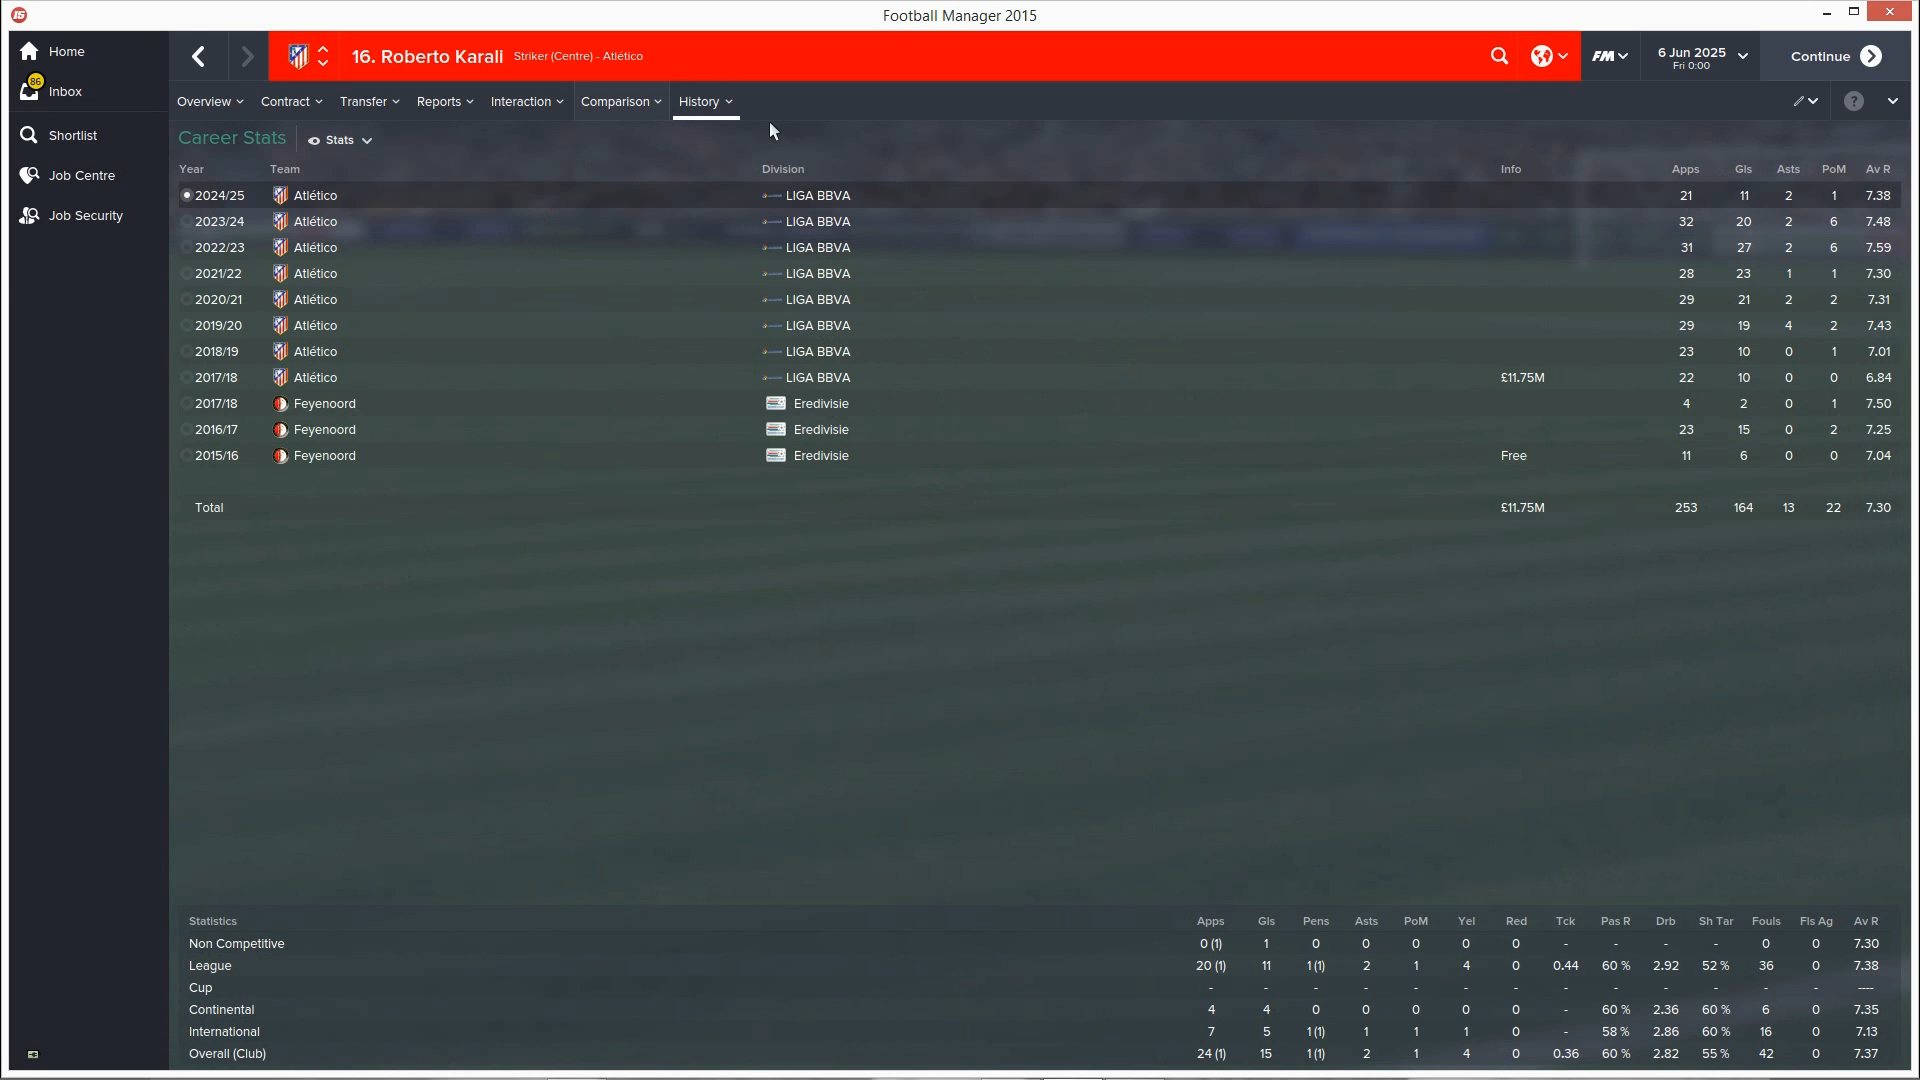 Football Manager 2015
Home
86
Inbox
Shortlist
Job Centre
Job Security
16. Roberto Karali Striker (Centre) - Atlético
FM
6 Jun 2025
Fri 0:00
Continue
Overview Contract Transfer Reports Interaction Comparison History
?
Career Stats Stats
Year Team Division Info Apps Gls Asts PoM Av R
2024/25 Atlético LIGA BBVA 21 11 2 1 7.38
2023/24 Atlético LIGA BBVA 32 20 2 6 7.48
2022/23 Atlético LIGA BBVA 31 27 2 6 7.59
2021/22 Atlético LIGA BBVA 28 23 1 1 7.30
2020/21 Atlético LIGA BBVA 29 21 2 2 7.31
2019/20 Atlético LIGA BBVA 29 19 4 2 7.43
2018/19 Atlético LIGA BBVA 23 10 0 1 7.01
2017/18 Atlético LIGA BBVA £11.75M 22 10 0 0 6.84
2017/18 Feyenoord Eredivisie 4 2 0 1 7.50
2016/17 Feyenoord Eredivisie 23 15 0 2 7.25
2015/16 Feyenoord Eredivisie Free 11 6 0 0 7.04
Total £11.75M 253 164 13 22 7.30
Statistics Apps Gls Pens Asts PoM Yel Red Tck Pas R Drb Sh Tar Fouls Fls Ag Av R
Non Competitive 0 (1) 1 0 0 0 0 0 - - - - 0 0 7.30
League 20 (1) 11 1 (1) 2 1 4 0 0.44 60 % 2.92 52 % 36 0 7.38
Cup - - - - - - - - - - - - - ----
Continental 4 4 0 0 0 0 0 - 60 % 2.36 60 % 6 0 7.35
International 7 5 1 (1) 1 1 1 0 - 58 % 2.86 60 % 16 0 7.13
Overall (Club) 24 (1) 15 1 (1) 2 1 4 0 0.36 60 % 2.82 55 % 42 0 7.37